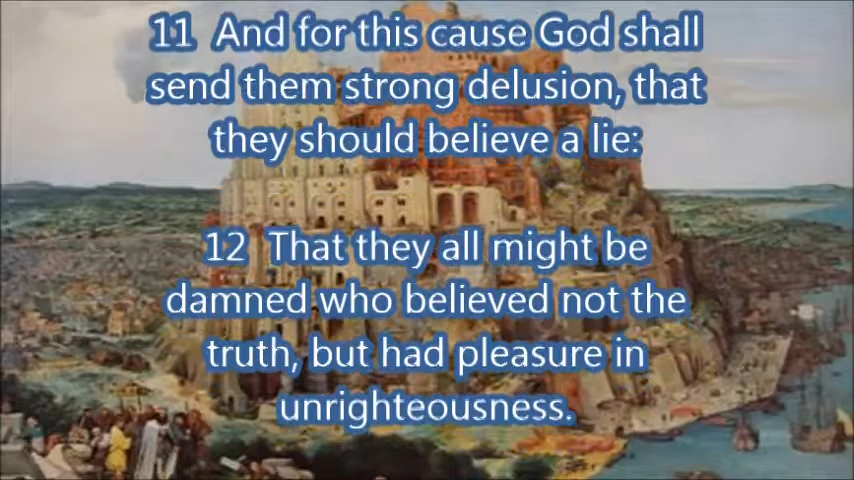 11 And for this cause God shall
send them strong delusion, that
they should believe a lie:
12 That they all might be
damned who believed not the
truth, but had pleasure in
unrighteousness.